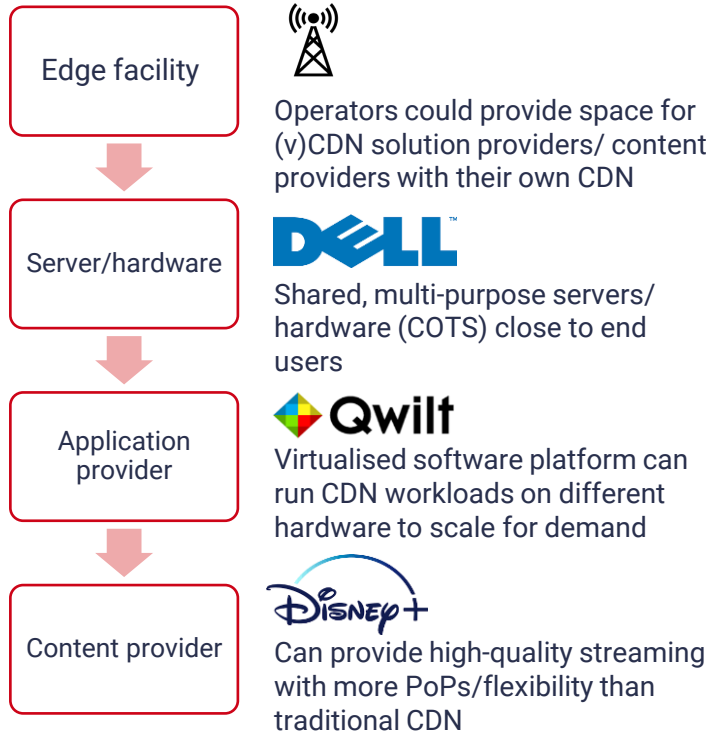 Edge facility
Operators could provide space for
(v)CDN solution providers/ content
providers with their own CDN
Server/hardware
DELL™
Shared, multi-purpose servers/
hardware (COTS) close to end
users
Application
provider
Qwilt
Virtualised software platform can
run CDN workloads on different
hardware to scale for demand
Content provider
Disney+
Can provide high-quality streaming
with more PoPs/flexibility than
traditional CDN